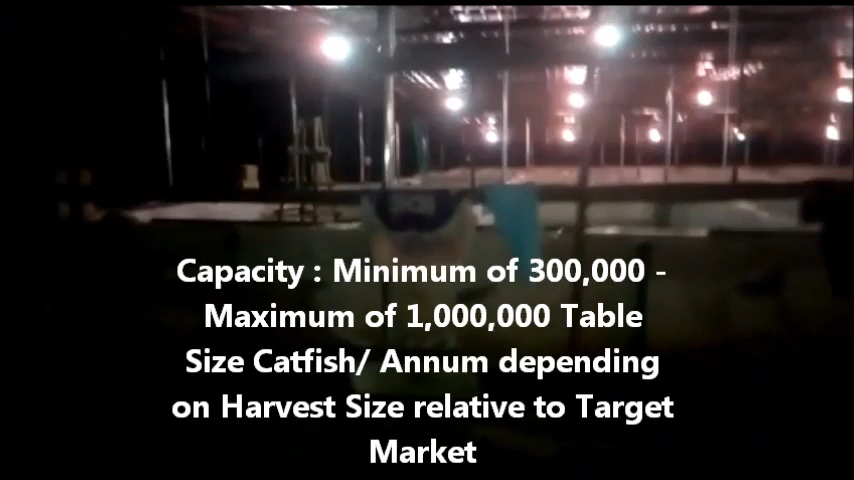 Capacity : Minimum of 300,000 -
Maximum of 1,000,000 Table
Size Catfish/ Annum depending
on Harvest Size relative to Target
Market